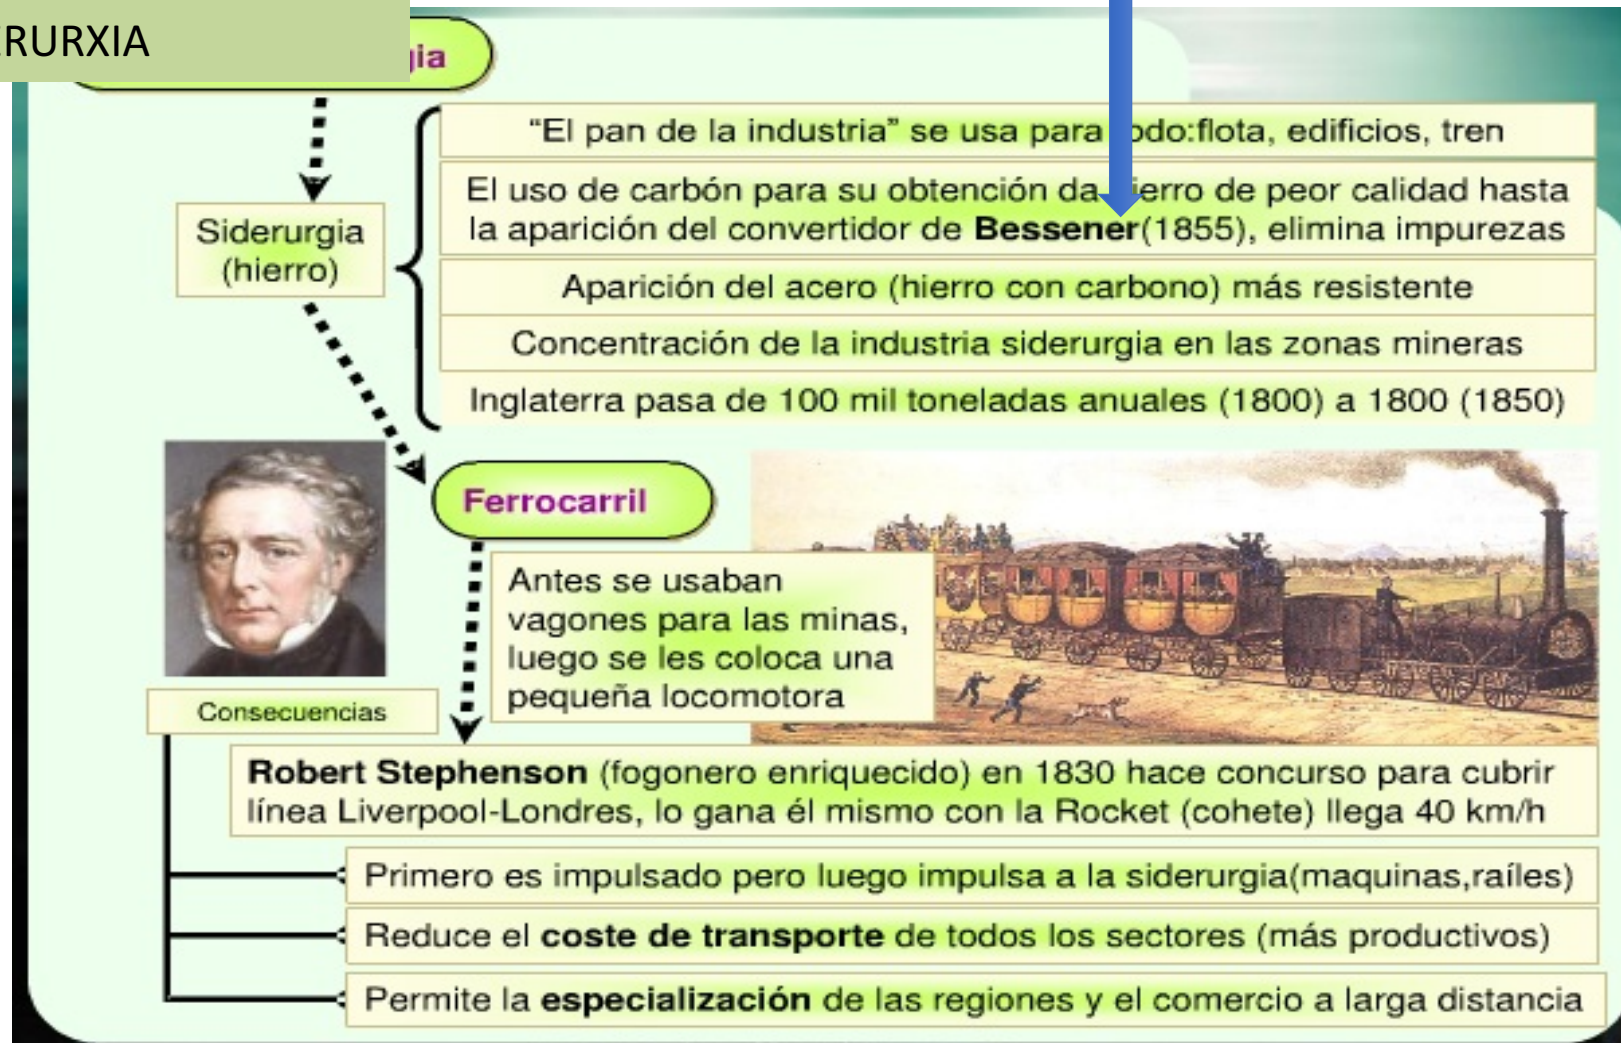 ERURXIA
gia
“El pan de la industria” se usa para odo:flota, edificios, tren
El uso de carbón para su obtención da ierro de peor calidad hasta
la aparición del convertidor de Bessener(1855), elimina impurezas
Siderurgia
(hierro)
Aparición del acero (hierro con carbono) más resistente
Concentración de la industria siderurgia en las zonas mineras
Inglaterra pasa de 100 mil toneladas anuales (1800) a 1800 (1850)
Ferrocarril
Antes se usaban
vagones para las minas,
luego se les coloca una
pequeña locomotora
Consecuencias
Robert Stephenson (fogonero enriquecido) en 1830 hace concurso para cubrir
línea Liverpool-Londres, lo gana él mismo con la Rocket (cohete) llega 40 km/h
Primero es impulsado pero luego impulsa a la siderurgia(maquinas,raíles)
Reduce el coste de transporte de todos los sectores (más productivos)
Permite la especialización de las regiones y el comercio a larga distancia